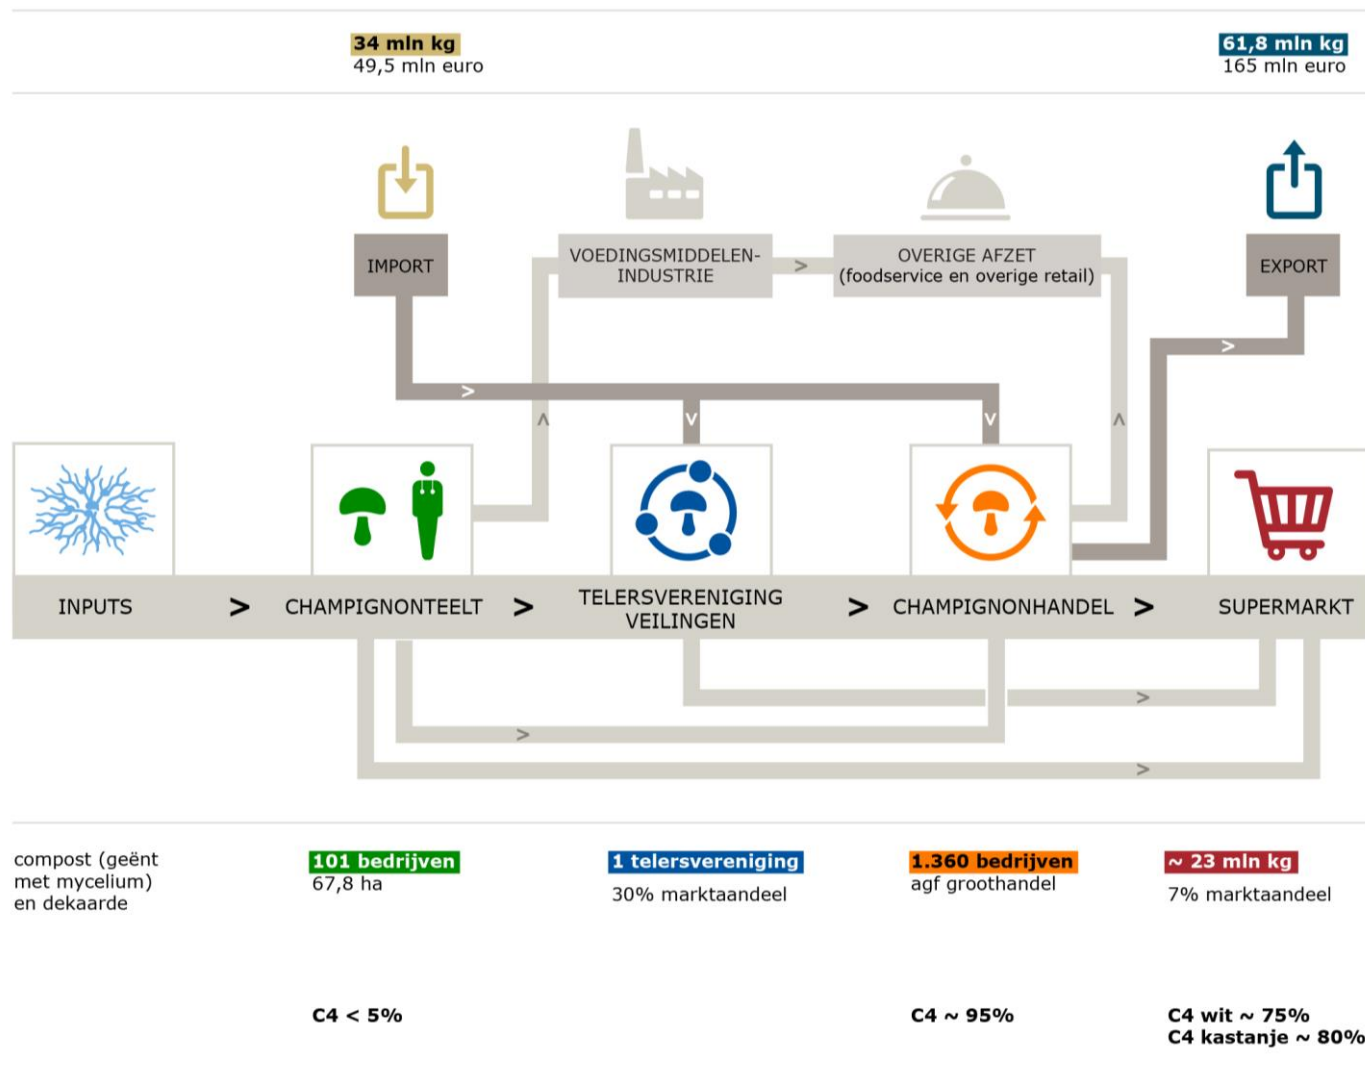 34 mln kg
49,5 mln euro
61,8 mln kg
165 mln euro
IMPORT
VOEDINGSMIDDELEN-
INDUSTRIE
>
OVERIGE AFZET
(foodservice en overige retail)
EXPORT
INPUTS
>
CHAMPIGNONTEELT
>
TELERSVERENIGING
VEILINGEN
>
CHAMPIGNONHANDEL
>
SUPERMARKT
compost (geënt
met mycelium)
en dekaarde
101 bedrijven
67,8 ha
1 telersvereniging
30% marktaandeel
1.360 bedrijven
agf groothandel
~ 23 mln kg
7% marktaandeel
C4 < 5%
C4 ~ 95%
C4 wit ~ 75%
C4 kastanje ~ 80%